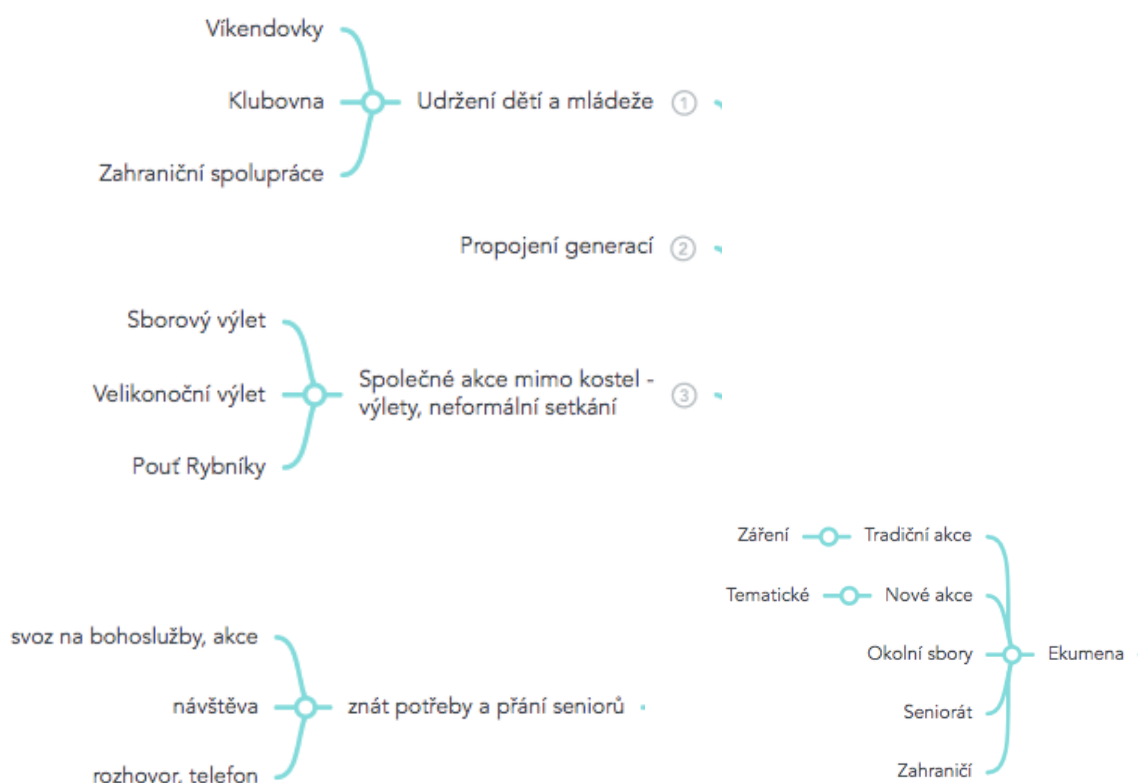 Víkendovky
Klubovna
Udržení dětí a mládeže
1
Zahraniční spolupráce
Propojení generací
2
Sborový výlet
Velikonoční výlet
Společné akce mimo kostel -
výlety, neformální setkání
3
Pouť Rybníky
Záření
Tradiční akce
Tematické
Nové akce
Okolní sbory
Ekumena
Seniorát
Zahraničí
svoz na bohoslužby, akce
návštěva
znát potřeby a přání seniorů
rozhovor, telefon